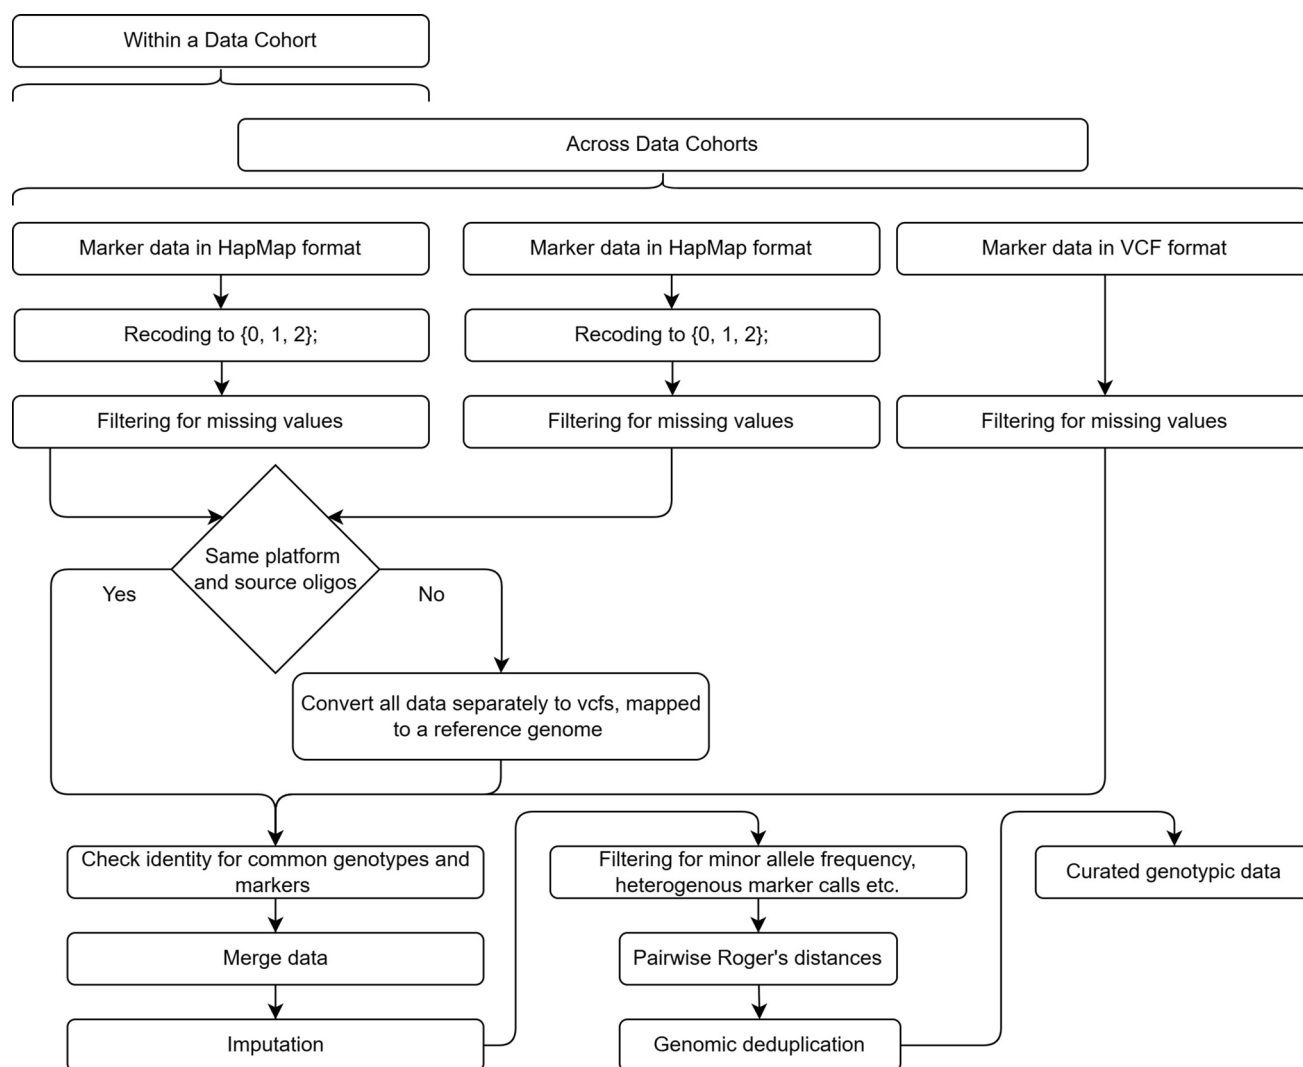 Within a Data Cohort
Across Data Cohorts
Marker data in HapMap format
Marker data in HapMap format
Marker data in VCF format
Recoding to {0, 1, 2};
Recoding to {0, 1, 2};
Filtering for missing values
Filtering for missing values
Filtering for missing values
Same platform
and source oligos
Yes
No
Convert all data separately to vcfs, mapped
to a reference genome
Check identity for common genotypes and
markers
Merge data
Imputation
Filtering for minor allele frequency,
heterogenous marker calls etc.
Pairwise Roger's distances
Genomic deduplication
Curated genotypic data